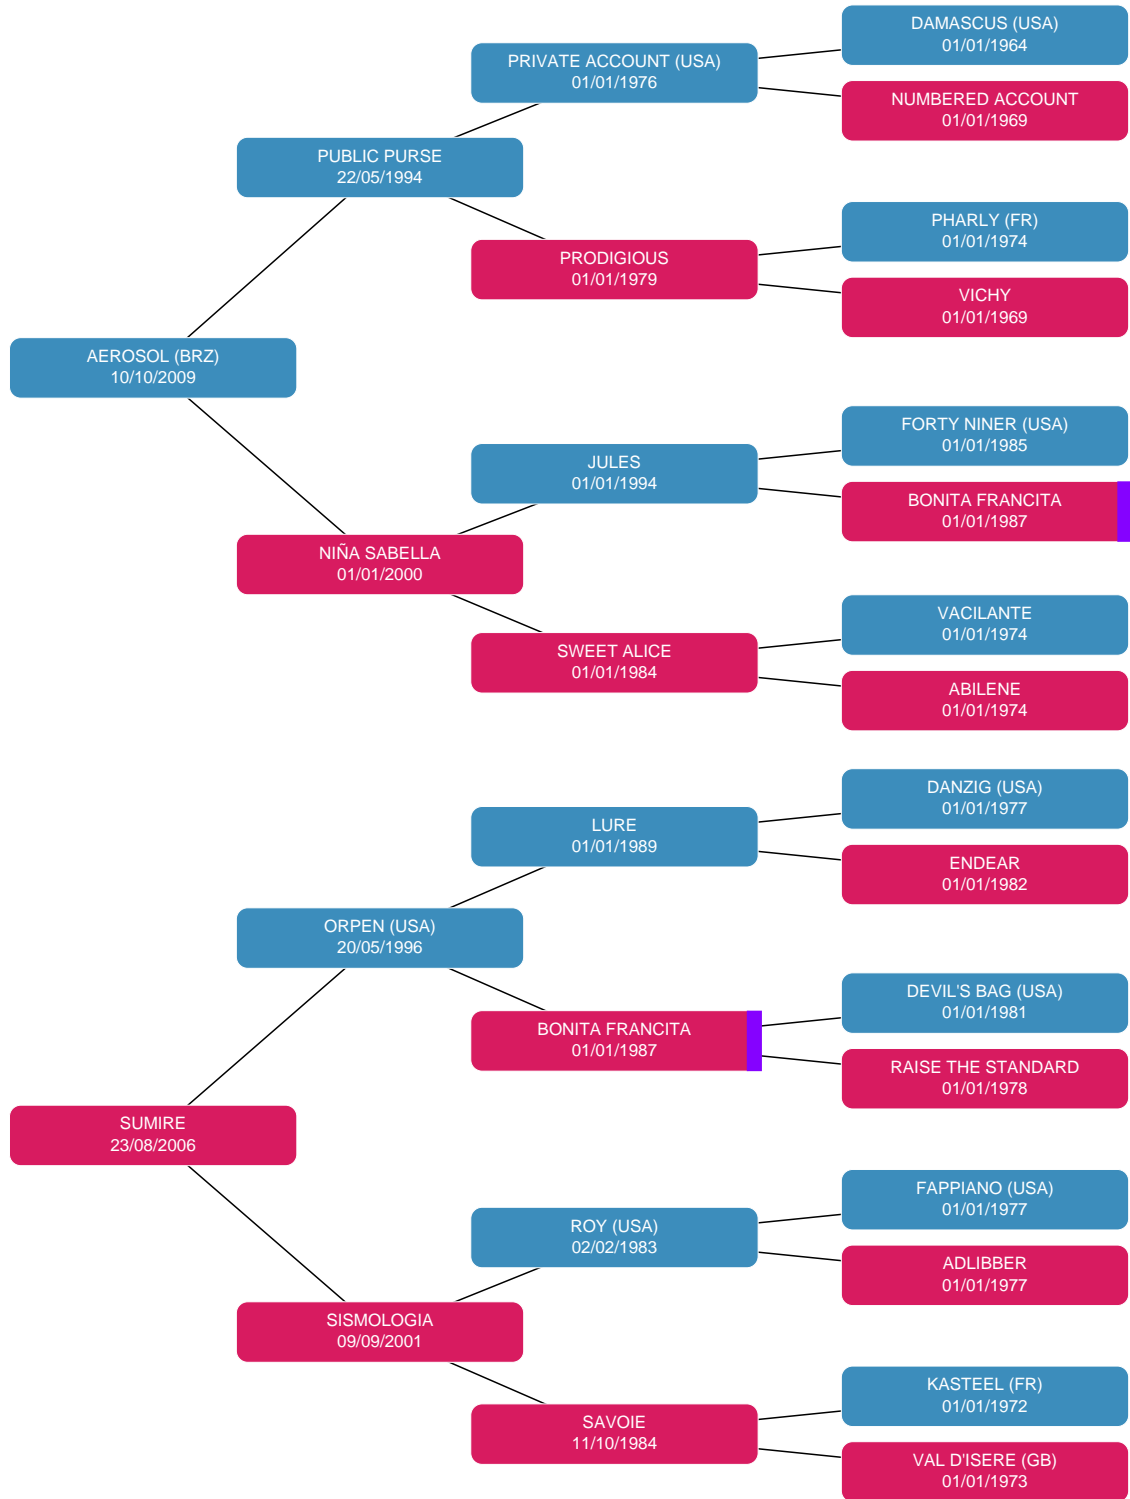 DAMASCUS (USA)
01/01/1964
PRIVATE ACCOUNT (USA)
01/01/1976
NUMBERED ACCOUNT
01/01/1969
PUBLIC PURSE
22/05/1994
PHARLY (FR)
01/01/1974
PRODIGIOUS
01/01/1979
VICHY
01/01/1969
AEROSOL (BRZ)
10/10/2009
FORTY NINER (USA)
01/01/1985
JULES
01/01/1994
BONITA FRANCITA
01/01/1987
NIÑA SABELLA
01/01/2000
VACILANTE
01/01/1974
SWEET ALICE
01/01/1984
ABILENE
01/01/1974
DANZIG (USA)
01/01/1977
LURE
01/01/1989
ENDEAR
01/01/1982
ORPEN (USA)
20/05/1996
DEVIL'S BAG (USA)
01/01/1981
BONITA FRANCITA
01/01/1987
RAISE THE STANDARD
01/01/1978
SUMIRE
23/08/2006
FAPPIANO (USA)
01/01/1977
ROY (USA)
02/02/1983
ADLIBBER
01/01/1977
SISMOLOGIA
09/09/2001
KASTEEL (FR)
01/01/1972
SAVOIE
11/10/1984
VAL D'ISERE (GB)
01/01/1973